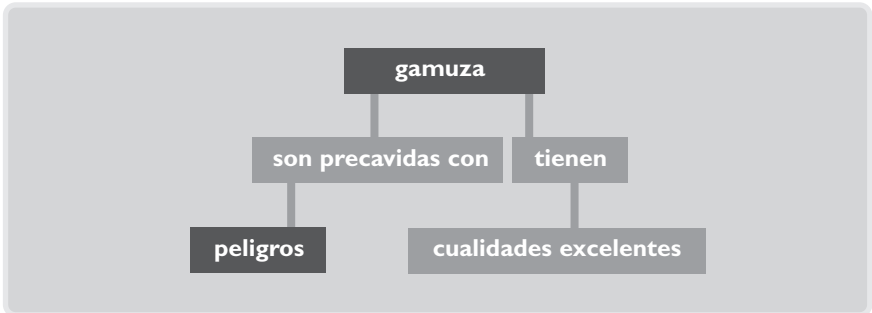 gamuza
son precavidas con
tienen
peligros
cualidades excelentes